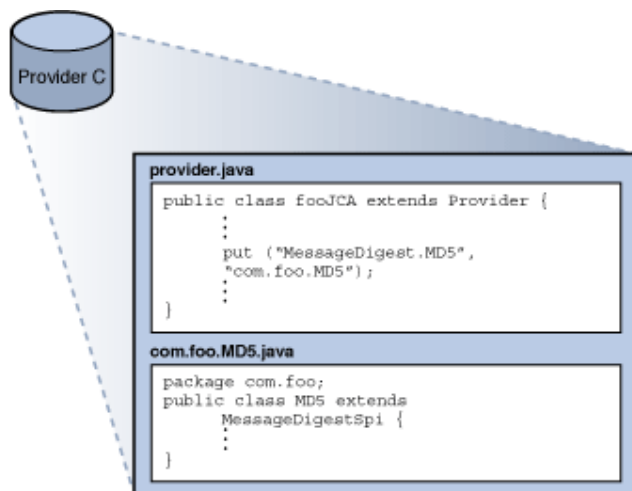 Provider C
provider.java
public class fooJCA extends Provider {
:
:
put ("MessageDigest.MD5",
"com.foo.MD5");
:
:
}
com.foo.MD5.java
package com.foo;
public class MD5 extends
MessageDigestSpi {
:
:
}